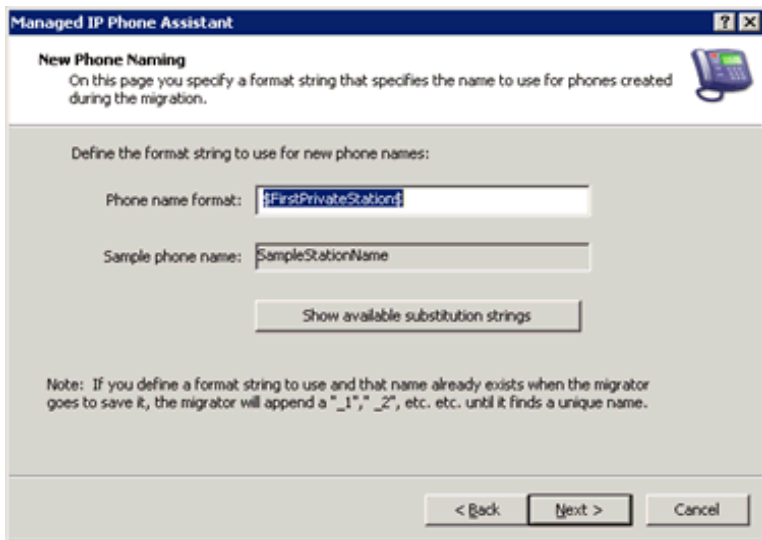 Managed IP Phone Assistant
New Phone Naming
On this page you specify a format string that specifies the name to use for phones created
during the migration.
Define the format string to use for new phone names:
Phone name format: $FirstPrivateStation$
Sample phone name: SampleStationName
Show available substitution strings
Note: If you define a format string to use and that name already exists when the migrator
goes to save it, the migrator will append a "_1"," _2", etc. etc. until it finds a unique name.
< Back Next > Cancel